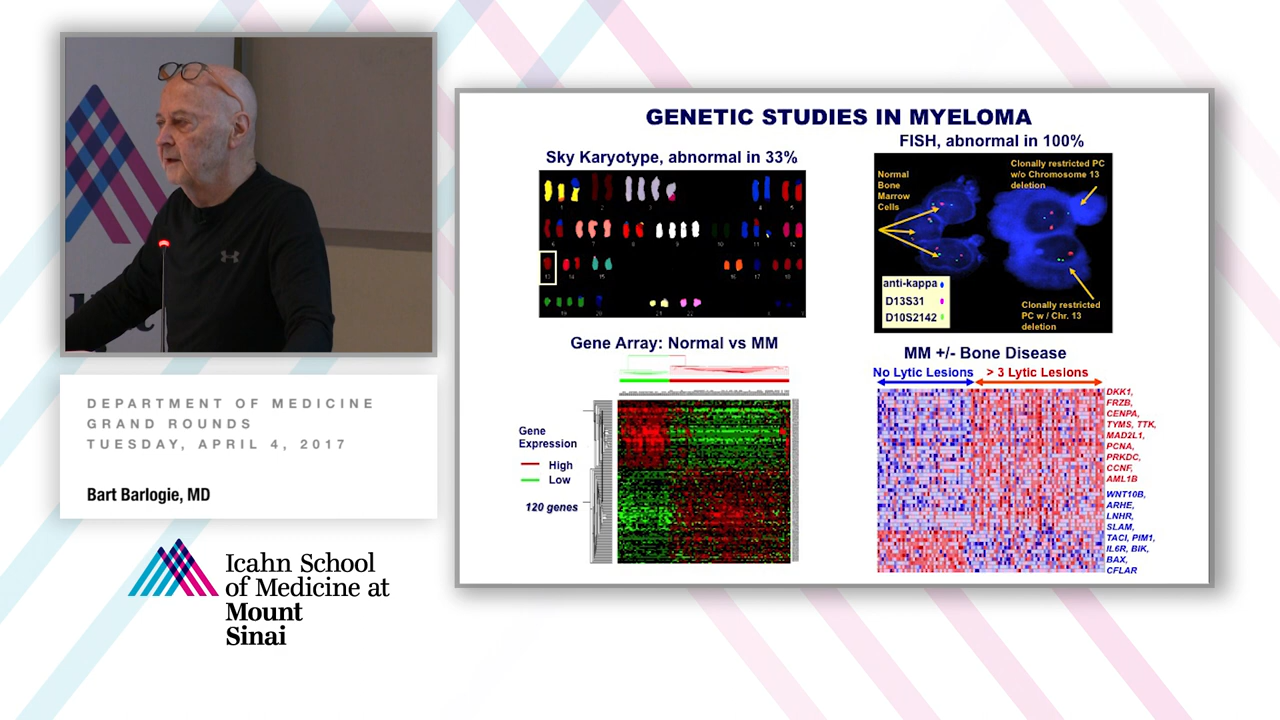 DEPARTMENT OF MEDICINE
GRAND ROUNDS
TUESDAY, APRIL 4, 2017
Bart Barlogie, MD
Icahn School
of Medicine at
Mount
Sinai
GENETIC STUDIES IN MYELOMA
Sky Karyotype, abnormal in 33%
FISH, abnormal in 100%
Normal
Bone
Marrow
Cells
Clonally restricted PC
w/o Chromosome 13
deletion
anti-kappa
D13S31
D10S2142
Clonally restricted
PC w / Chr. 13
deletion
Gene Array: Normal vs MM
Gene
Expression
High
Low
120 genes
MM +/- Bone Disease
No Lytic Lesions
> 3 Lytic Lesions
DKK1,
FRZB,
CENPA,
TYMS, TTK,
MAD2L1,
PCNA,
PRKDC,
CCNF,
AML1B
WNT10B,
ARHE,
LNHR,
SLAM,
TACI, PIM1,
IL6R, BIK,
BAX,
CFLAR